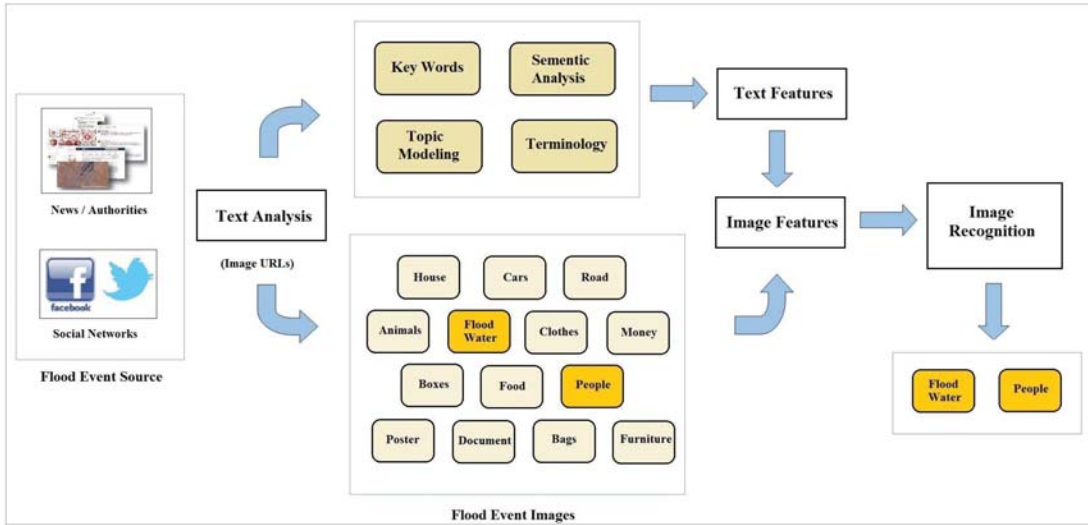 News / Authorities
facebook
Social Networks
Flood Event Source
Text Analysis
(Image URLs)
Key Words
Sementic
Analysis
Topic
Modeling
Terminology
Text Features
Image Features
Image
Recognition
House
Cars
Road
Animals
Flood
Water
Clothes
Money
Boxes
Food
People
Poster
Document
Bags
Furniture
Flood Event Images
Flood
Water
People